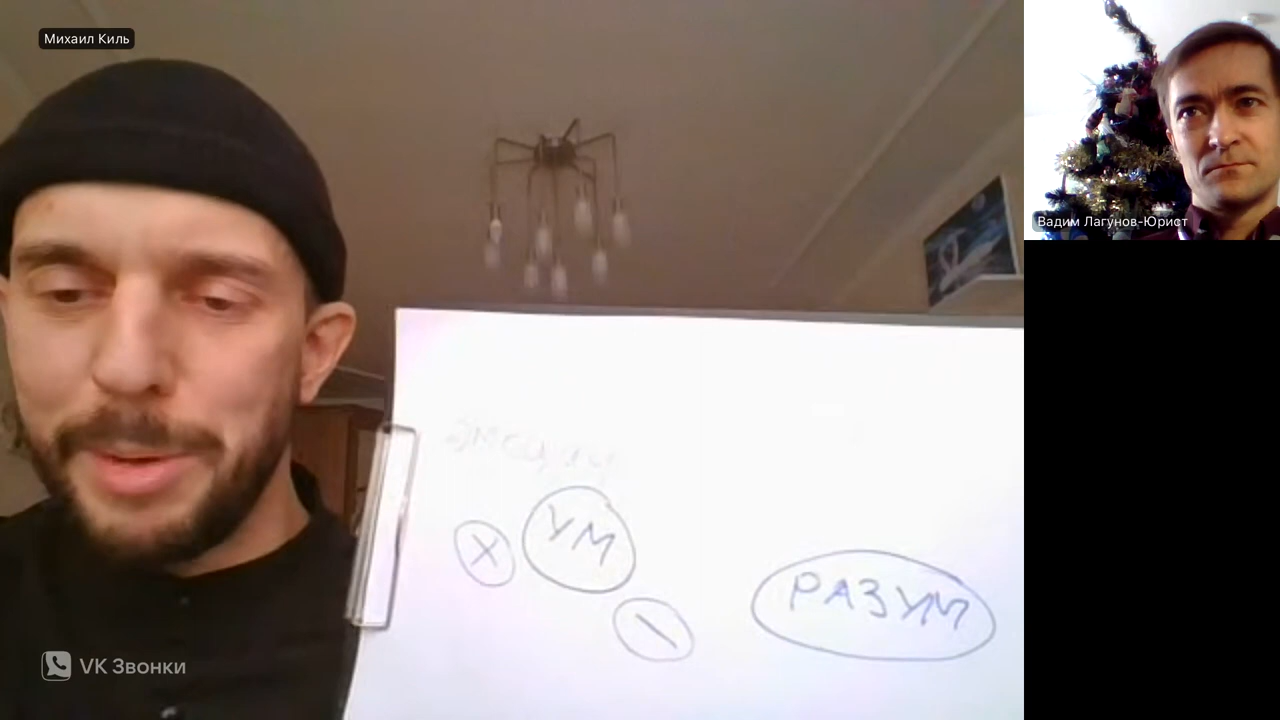 Михаил Киль
Вадим Лагунов-Юрист
УМ
Х
РАЗУМ
VK Звонки